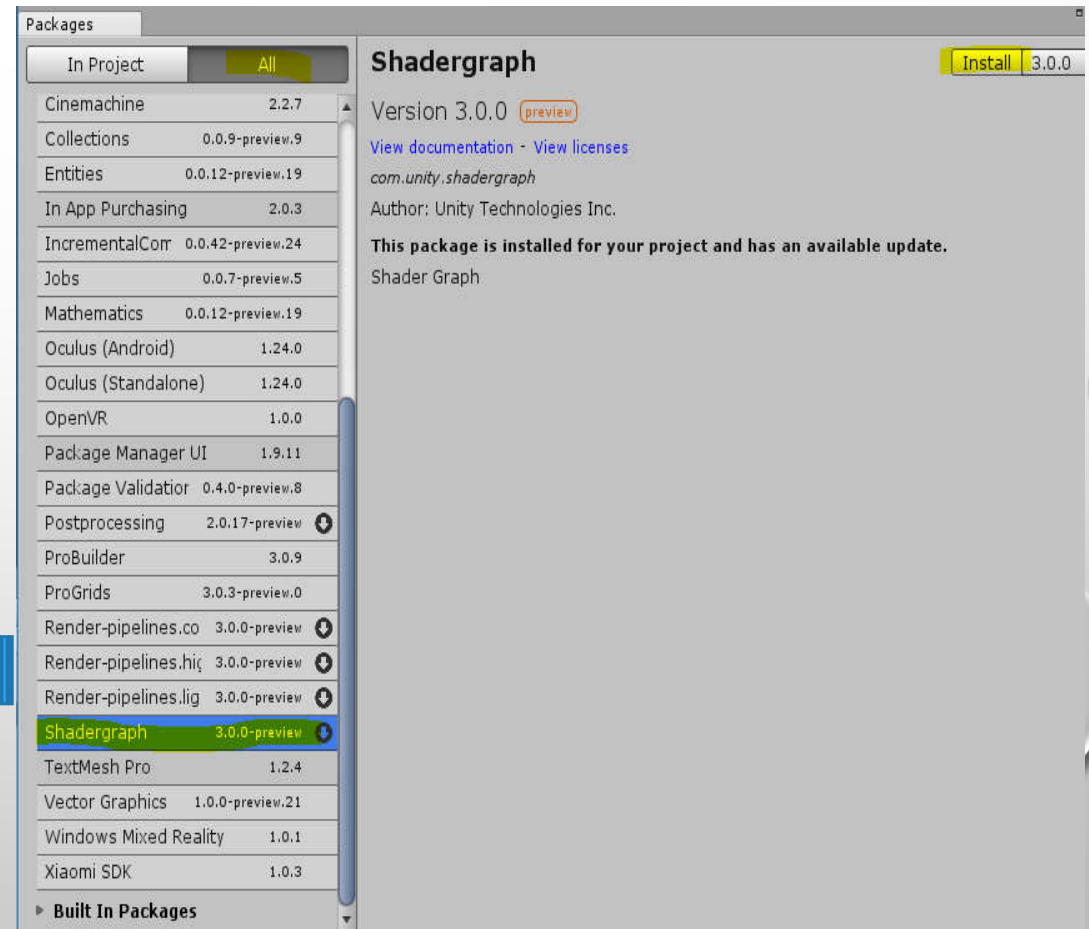 Packages
In Project All
Cinemachine 2.2.7
Collections 0.0.9-preview.9
Entities 0.0.12-preview.19
In App Purchasing 2.0.3
IncrementalCom 0.0.42-preview.24
Jobs 0.0.7-preview.5
Mathematics 0.0.12-preview.19
Oculus (Android) 1.24.0
Oculus (Standalone) 1.24.0
OpenVR 1.0.0
Package Manager UI 1.9.11
Package Validatior 0.4.0-preview.8
Postprocessing 2.0.17-preview
ProBuilder 3.0.9
ProGrids 3.0.3-preview.0
Render-pipelines.co 3.0.0-preview
Render-pipelines.hig 3.0.0-preview
Render-pipelines.lig 3.0.0-preview
Shadergraph 3.0.0-preview
TextMesh Pro 1.2.4
Vector Graphics 1.0.0-preview.21
Windows Mixed Reality 1.0.1
Xiaomi SDK 1.0.3
Built In Packages
Shadergraph
Install 3.0.0
Version 3.0.0 preview
View documentation - View licenses
com.unity.shadergraph
Author: Unity Technologies Inc.
This package is installed for your project and has an available update.
Shader Graph